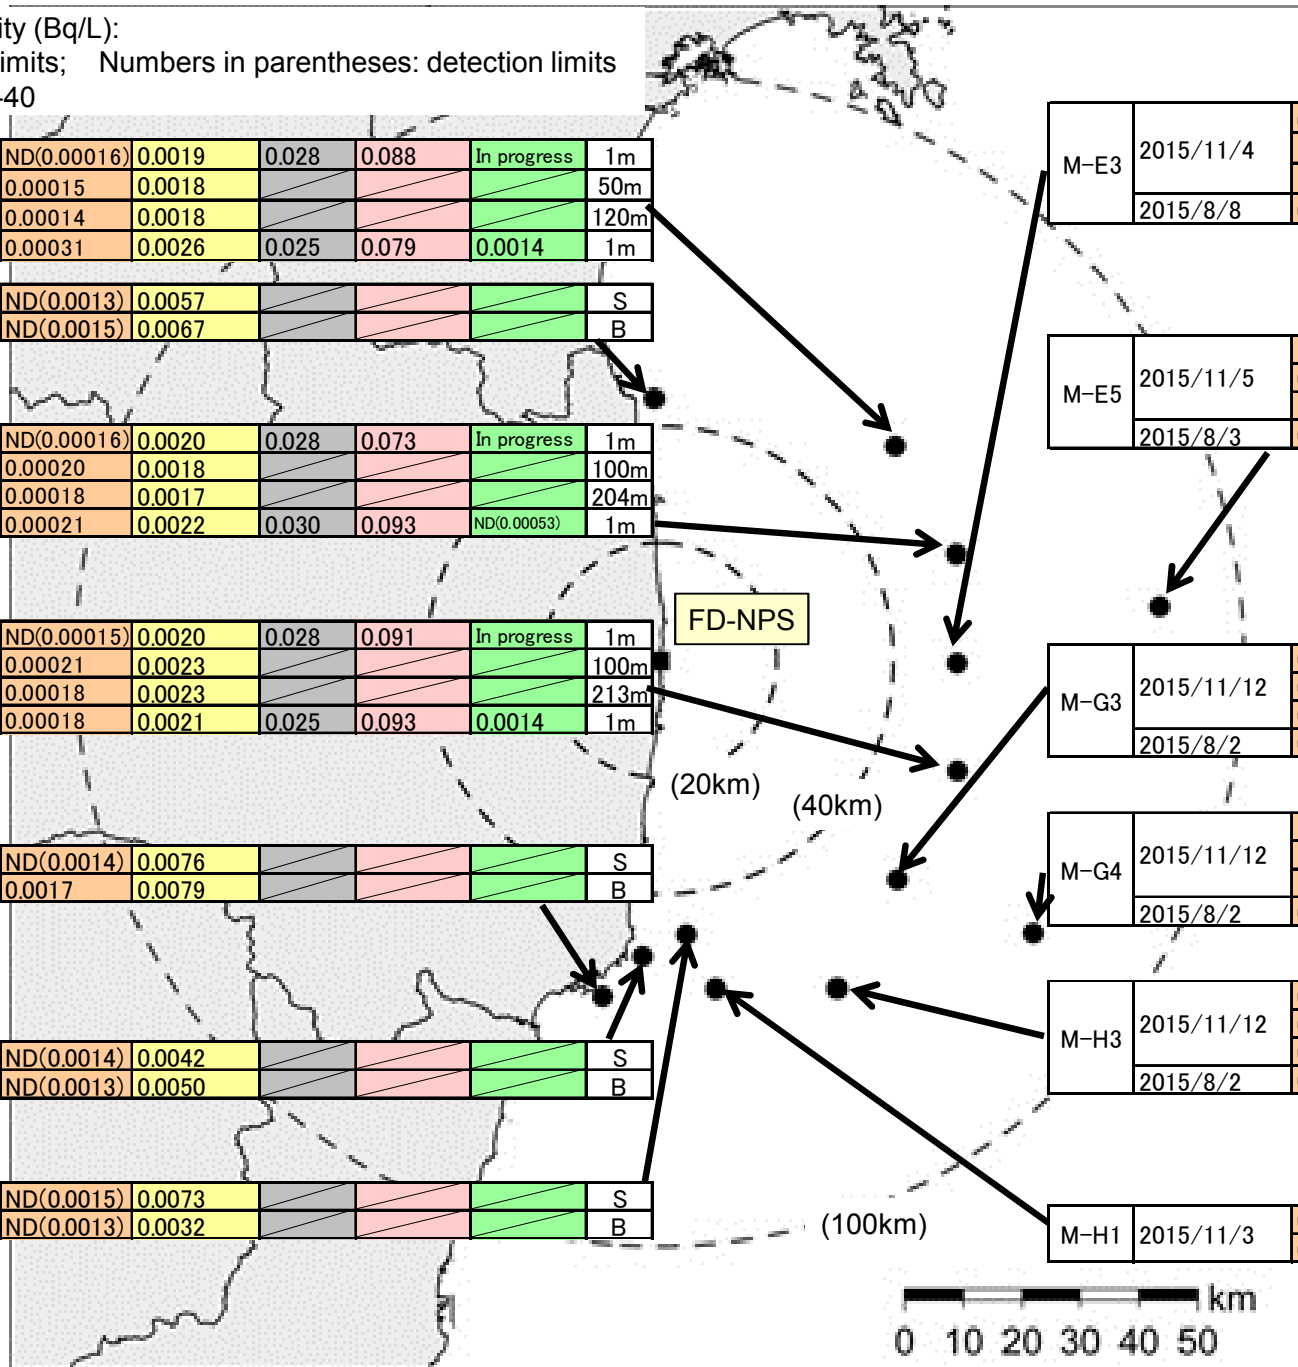 ity (Bq/L):
imits; Numbers in parentheses: detection limits
-40
ND(0.00016) 0.0019 0.028 0.088 In progress 1m
0.00015 0.0018 50m
0.00014 0.0018 120m
0.00031 0.0026 0.025 0.079 0.0014 1m
ND(0.0013) 0.0057 S
ND(0.0015) 0.0067 B
ND(0.00016) 0.0020 0.028 0.073 In progress 1m
0.00020 0.0018 100m
0.00018 0.0017 204m
0.00021 0.0022 0.030 0.093 ND(0.00053) 1m
ND(0.00015) 0.0020 0.028 0.091 In progress 1m
0.00021 0.0023 100m
0.00018 0.0023 213m
0.00018 0.0021 0.025 0.093 0.0014 1m
ND(0.0014) 0.0076 S
0.0017 0.0079 B
ND(0.0014) 0.0042 S
ND(0.0013) 0.0050 B
ND(0.0015) 0.0073 S
ND(0.0013) 0.0032 B
FD-NPS
(20km)
(40km)
(100km)
M-E3 2015/11/4
2015/8/8
M-E5 2015/11/5
2015/8/3
M-G3 2015/11/12
2015/8/2
M-G4 2015/11/12
2015/8/2
M-H3 2015/11/12
2015/8/2
M-H1 2015/11/3
km
0 10 20 30 40 50